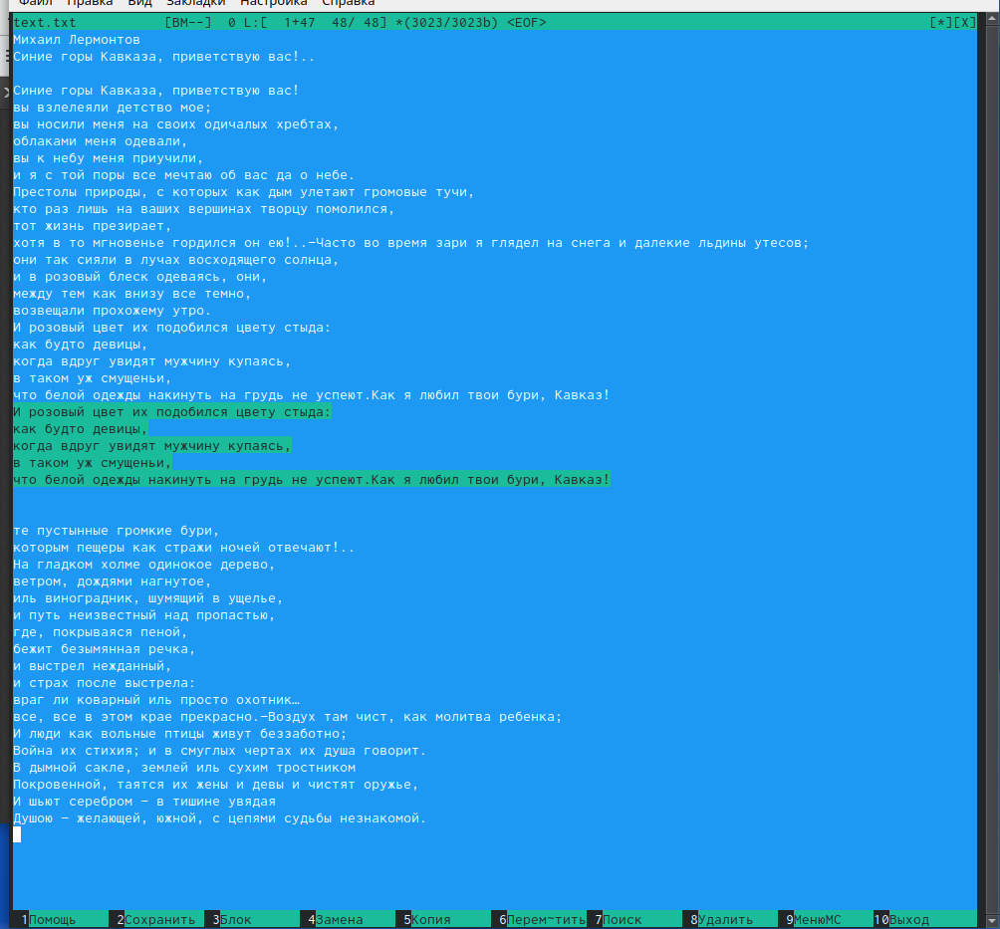 Файл Правка Вид Закладки Настройка Справка
text.txt [BM--] 0 L:[ 1+47 48/ 48] *(3023/3023b) <EOF> [*][X]
Михаил Лермонтов
Синие горы Кавказа, приветствую вас!..
Синие горы Кавказа, приветствую вас!
вы взлелеяли детство мое;
вы носили меня на своих одичалых хребтах,
облаками меня одевали,
вы к небу меня приучили,
и я с той поры все мечтаю об вас да о небе.
Престолы природы, с которых как дым улетают громовые тучи,
кто раз лишь на ваших вершинах творцу помолился,
тот жизнь презирает,
хотя в то мгновенье гордился он ею!..—Часто во время зари я глядел на снега и далекие льдины утесов;
они так сияли в лучах восходящего солнца,
и в розовый блеск одеваясь, они,
между тем как внизу все темно,
возвещали прохожему утро.
И розовый цвет их подобился цвету стыда:
как будто девицы,
когда вдруг увидят мужчину купаясь,
в таком уж смущеньи,
что белой одежды накинуть на грудь не успеют.Как я любил твои бури, Кавказ!
И розовый цвет их подобился цвету стыда:
как будто девицы,
когда вдруг увидят мужчину купаясь,
в таком уж смущеньи,
что белой одежды накинуть на грудь не успеют.Как я любил твои бури, Кавказ!
те пустынные громкие бури,
которым пещеры как стражи ночей отвечают!..
На гладком холме одинокое дерево,
ветром, дождями нагнутое,
иль виноградник, шумящий в ущелье,
и путь неизвестный над пропастью,
где, покрываяся пеной,
бежит безымянная речка,
и выстрел нежданный,
и страх после выстрела:
враг ли коварный иль просто охотник…
все, все в этом крае прекрасно.—Воздух там чист, как молитва ребенка;
И люди как вольные птицы живут беззаботно;
Война их стихия; и в смуглых чертах их душа говорит.
В дымной сакле, землей иль сухим тростником
Покровенной, таятся их жены и девы и чистят оружье,
И шьют серебром — в тишине увядая
Душою — желающей, южной, с цепями судьбы незнакомой.
1Помощь 2Сохранить 3Блок 4Замена 5Копия 6Перем~тить 7Поиск 8Удалить 9МенюMC 10Выход